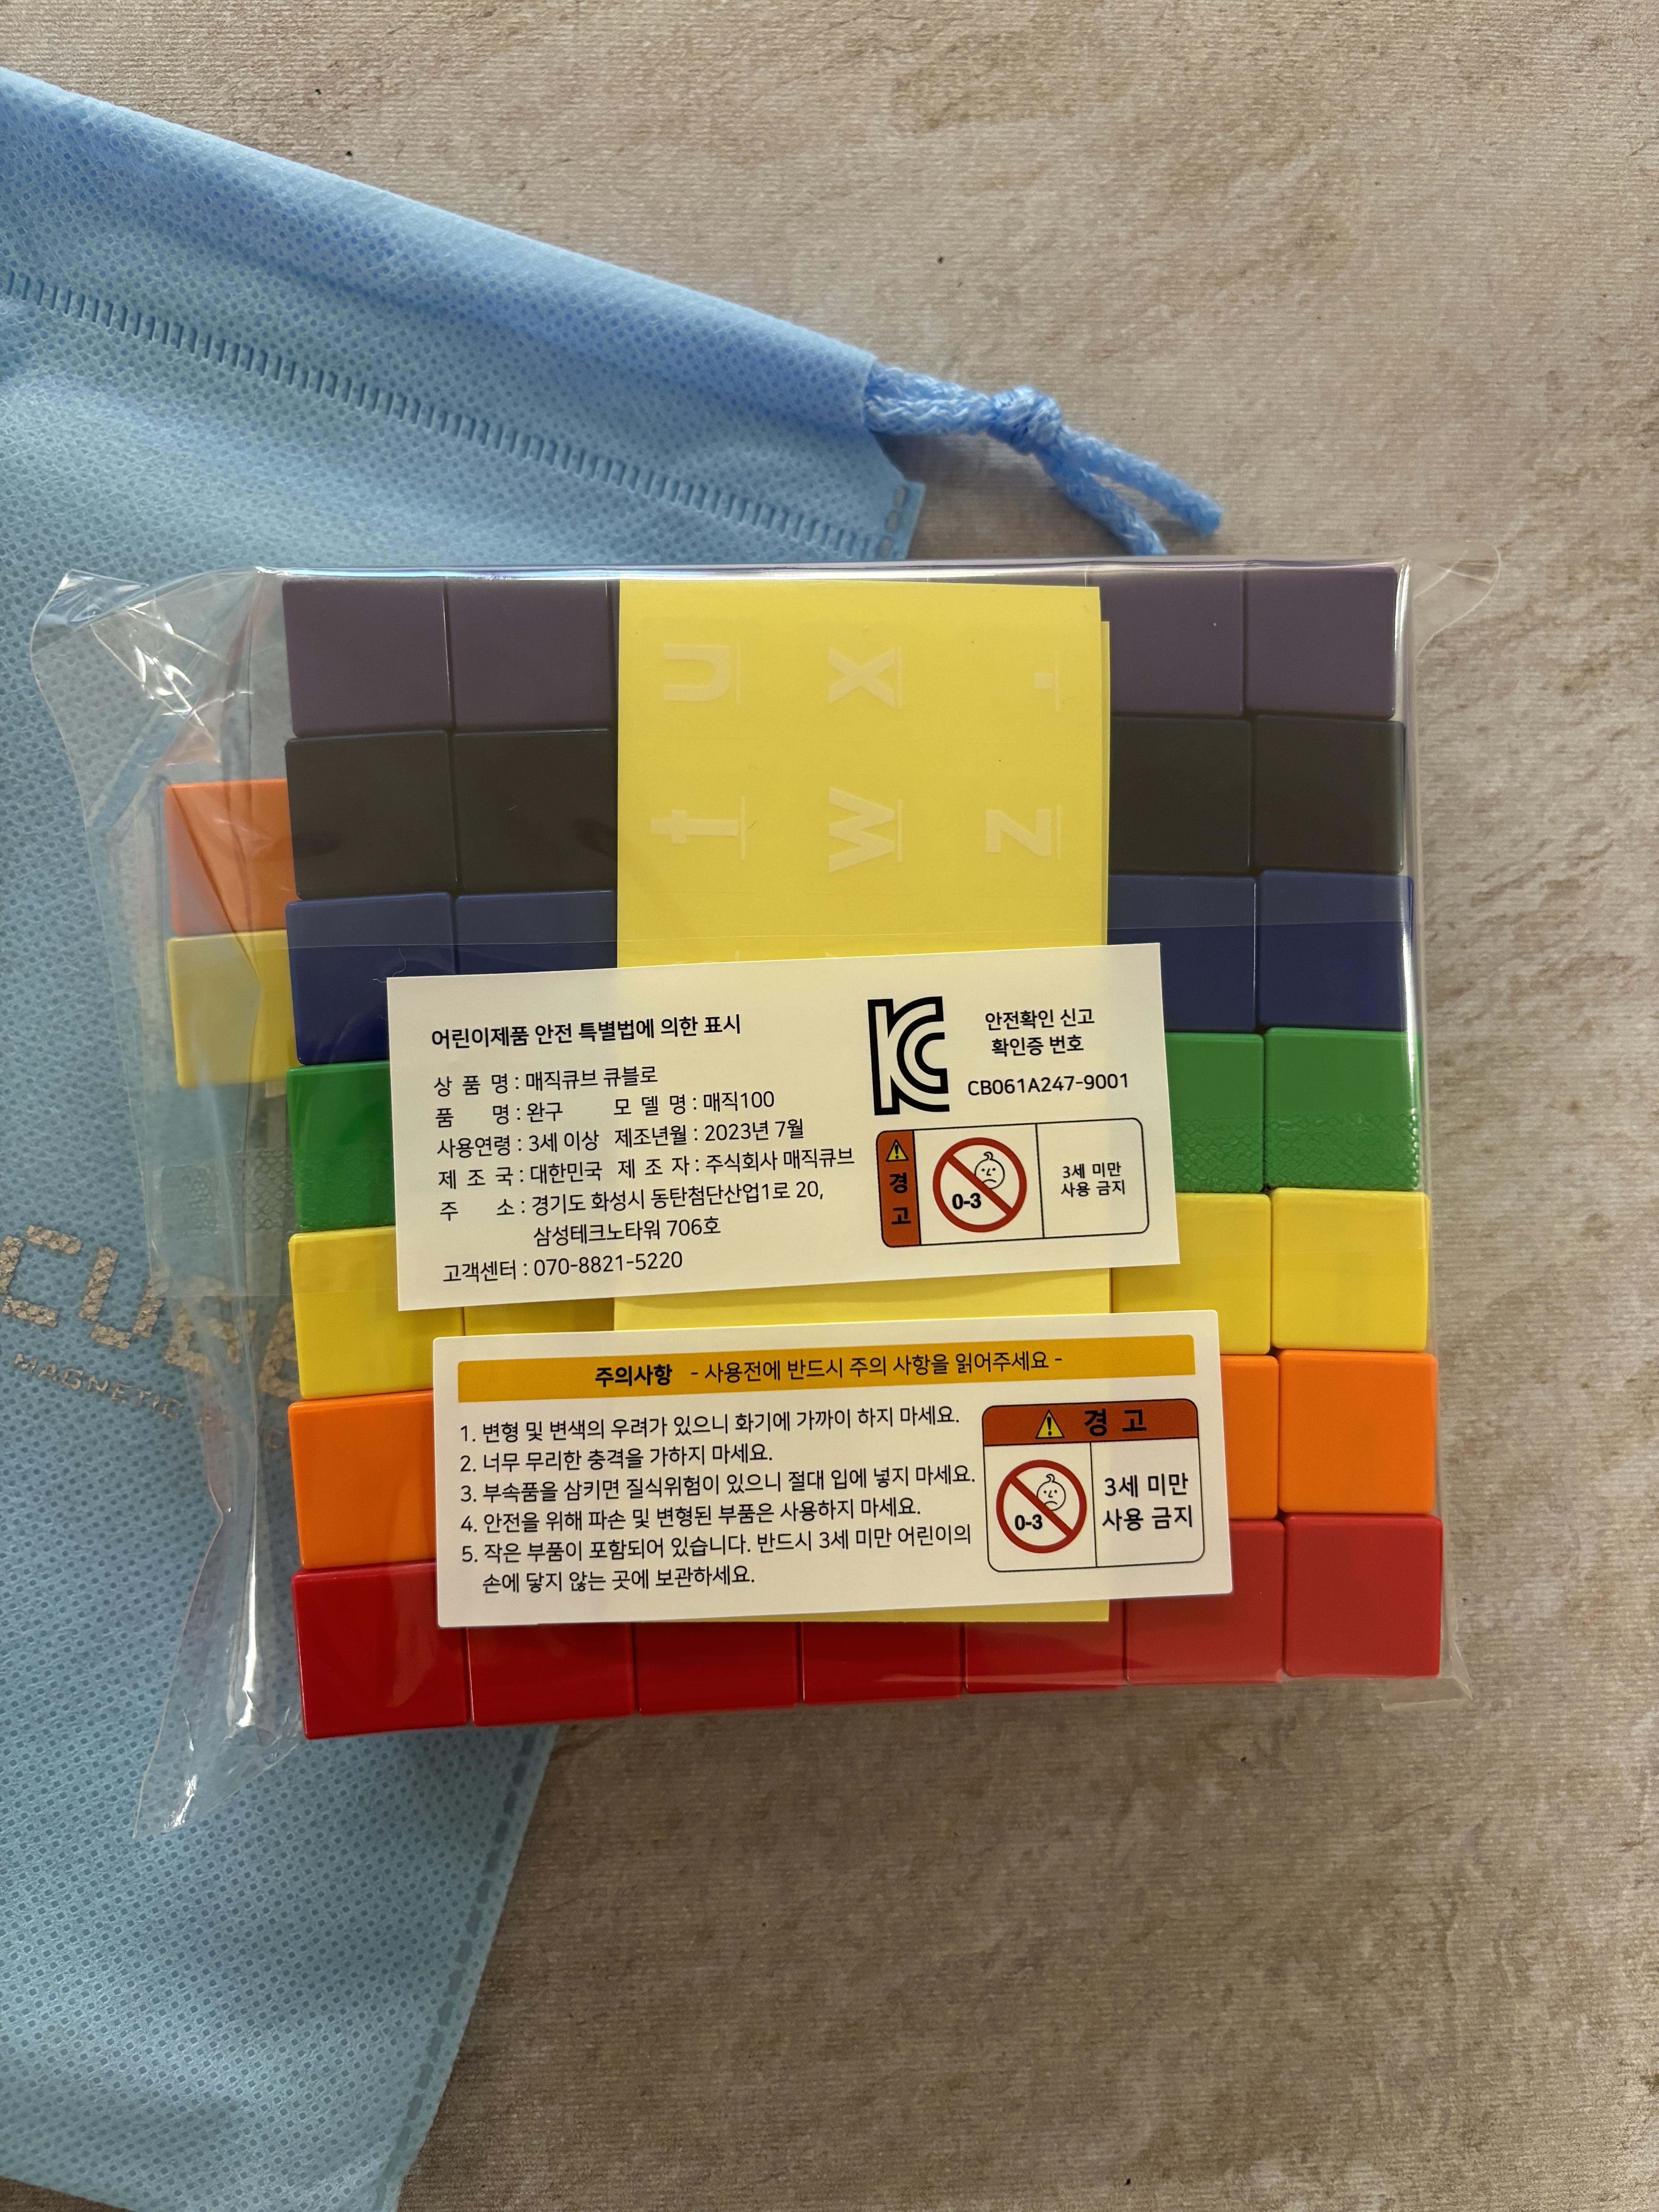 u x .
t w z
어린이제품 안전 특별법에 의한 표시
상 품 명 : 매직큐브 큐블로
품 명 : 완구 모 델 명 : 매직100
사용연령 : 3세 이상 제조년월 : 2023년 7월
제 조 국 : 대한민국 제 조 자 : 주식회사 매직큐브
주 소 : 경기도 화성시 동탄첨단산업1로 20,
삼성테크노타워 706호
고객센터 : 070-8821-5220
안전확인 신고
확인증 번호
CB061A247-9001
경고
0-3
3세 미만
사용 금지
주의사항 - 사용전에 반드시 주의 사항을 읽어주세요 -
1. 변형 및 변색의 우려가 있으니 화기에 가까이 하지 마세요.
2. 너무 무리한 충격을 가하지 마세요.
3. 부속품을 삼키면 질식위험이 있으니 절대 입에 넣지 마세요.
4. 안전을 위해 파손 및 변형된 부품은 사용하지 마세요.
5. 작은 부품이 포함되어 있습니다. 반드시 3세 미만 어린이의
손에 닿지 않는 곳에 보관하세요.
경 고
0-3
3세 미만
사용 금지
MAGNETIC